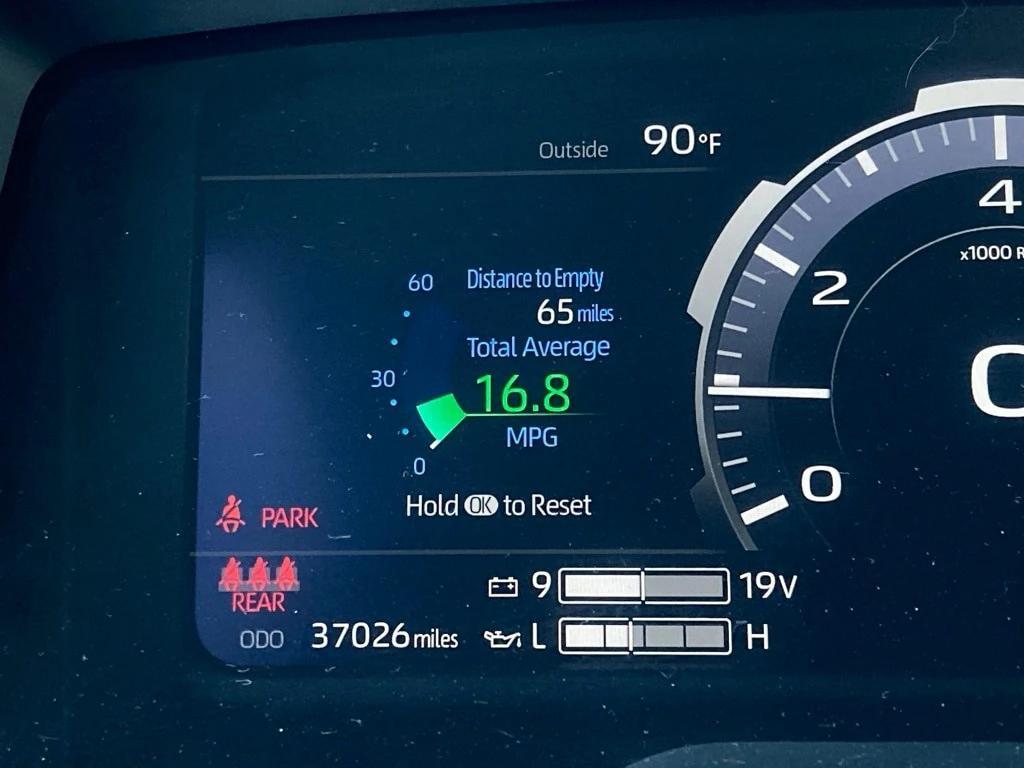 Outside 90°F
4
x1000 R
60 Distance to Empty
65 miles
2
Total Average
30 16.8
0
MPG
0
0
Hold OK to Reset
PARK
9 19V
REAR
ODO 37026 miles L H